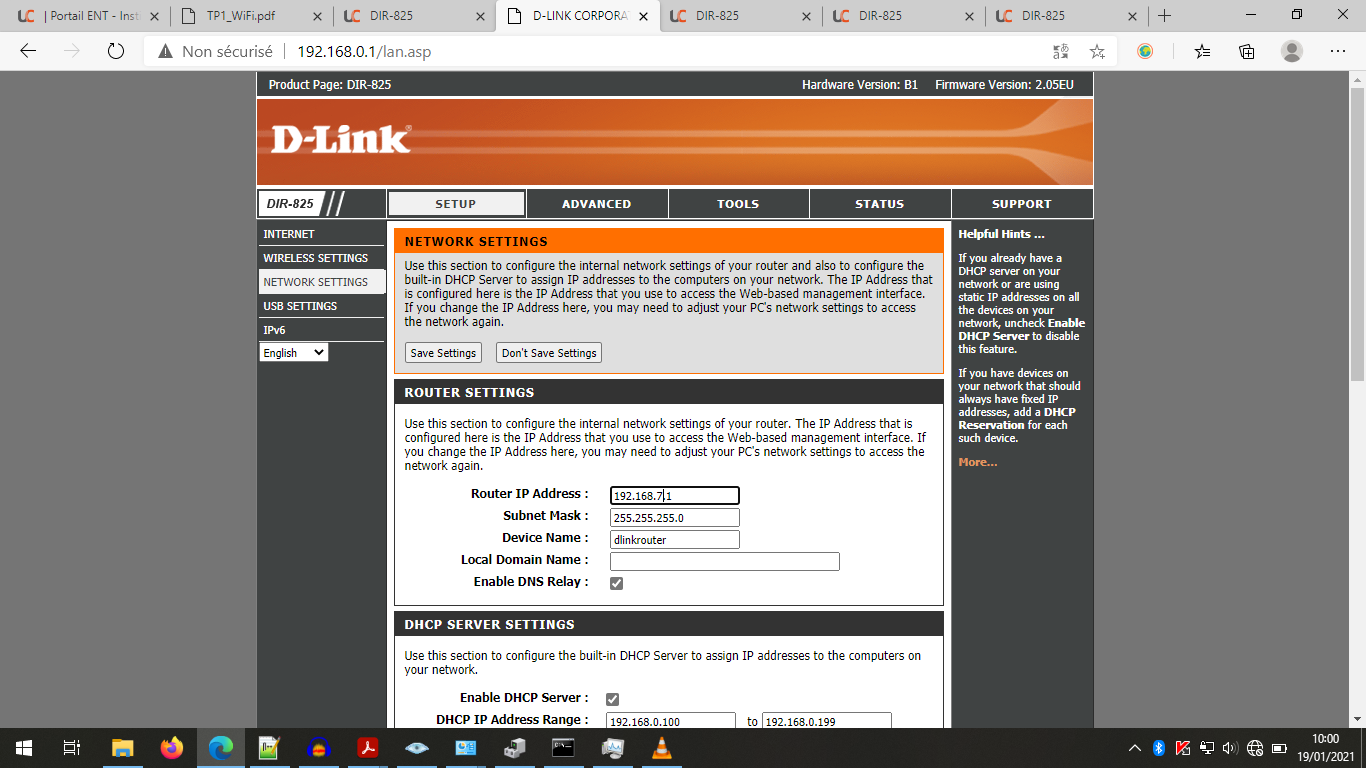 | Portail ENT - Inst
TP1_WiFi.pdf
DIR-825
D-LINK CORPORA
DIR-825
DIR-825
DIR-825
Non sécurisé
192.168.0.1/lan.asp
Product Page: DIR-825
Hardware Version: B1
Firmware Version: 2.05EU
D-Link
DIR-825
SETUP
ADVANCED
TOOLS
STATUS
SUPPORT
INTERNET
WIRELESS SETTINGS
NETWORK SETTINGS
USB SETTINGS
IPv6
English
NETWORK SETTINGS
Use this section to configure the internal network settings of your router and also to configure the
built-in DHCP Server to assign IP addresses to the computers on your network. The IP Address that
is configured here is the IP Address that you use to access the Web-based management interface.
If you change the IP Address here, you may need to adjust your PC's network settings to access
the network again.
Save Settings
Don't Save Settings
ROUTER SETTINGS
Use this section to configure the internal network settings of your router. The IP Address that is
configured here is the IP Address that you use to access the Web-based management interface. If
you change the IP Address here, you may need to adjust your PC's network settings to access the
network again.
Router IP Address : 192.168.7.1
Subnet Mask : 255.255.255.0
Device Name : dlinkrouter
Local Domain Name :
Enable DNS Relay :
DHCP SERVER SETTINGS
Use this section to configure the built-in DHCP Server to assign IP addresses to the computers on
your network.
Enable DHCP Server :
DHCP IP Address Range : 192.168.0.100 to 192.168.0.199
Helpful Hints ...
If you already have a
DHCP server on your
network or are using
static IP addresses on all
the devices on your
network, uncheck Enable
DHCP Server to disable
this feature.
If you have devices on
your network that should
always have fixed IP
addresses, add a DHCP
Reservation for each
such device.
More...
10:00
19/01/2021